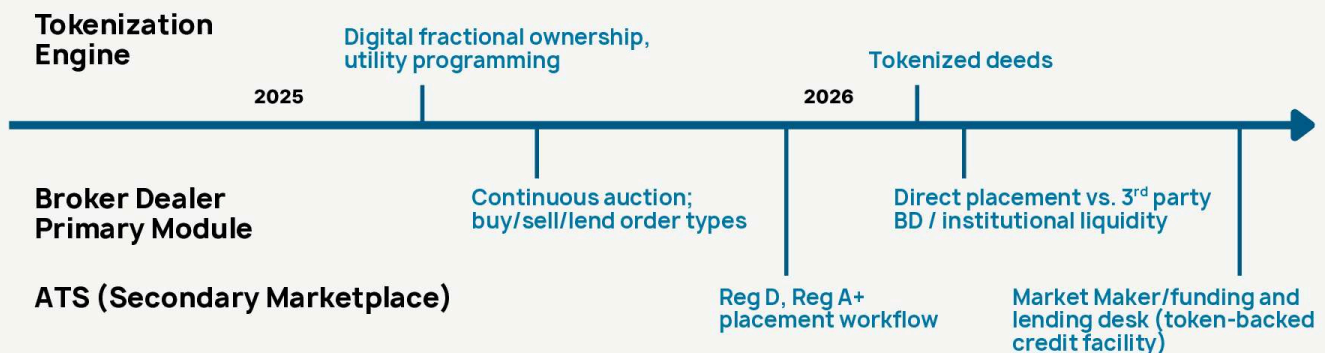 Tokenization
Engine
Digital fractional ownership,
utility programming
Tokenized deeds
2025
2026
Broker Dealer
Primary Module
Continuous auction;
buy/sell/lend order types
Direct placement vs. 3rd party
BD / institutional liquidity
ATS (Secondary Marketplace)
Reg D, Reg A+
placement workflow
Market Maker/funding and
lending desk (token-backed
credit facility)